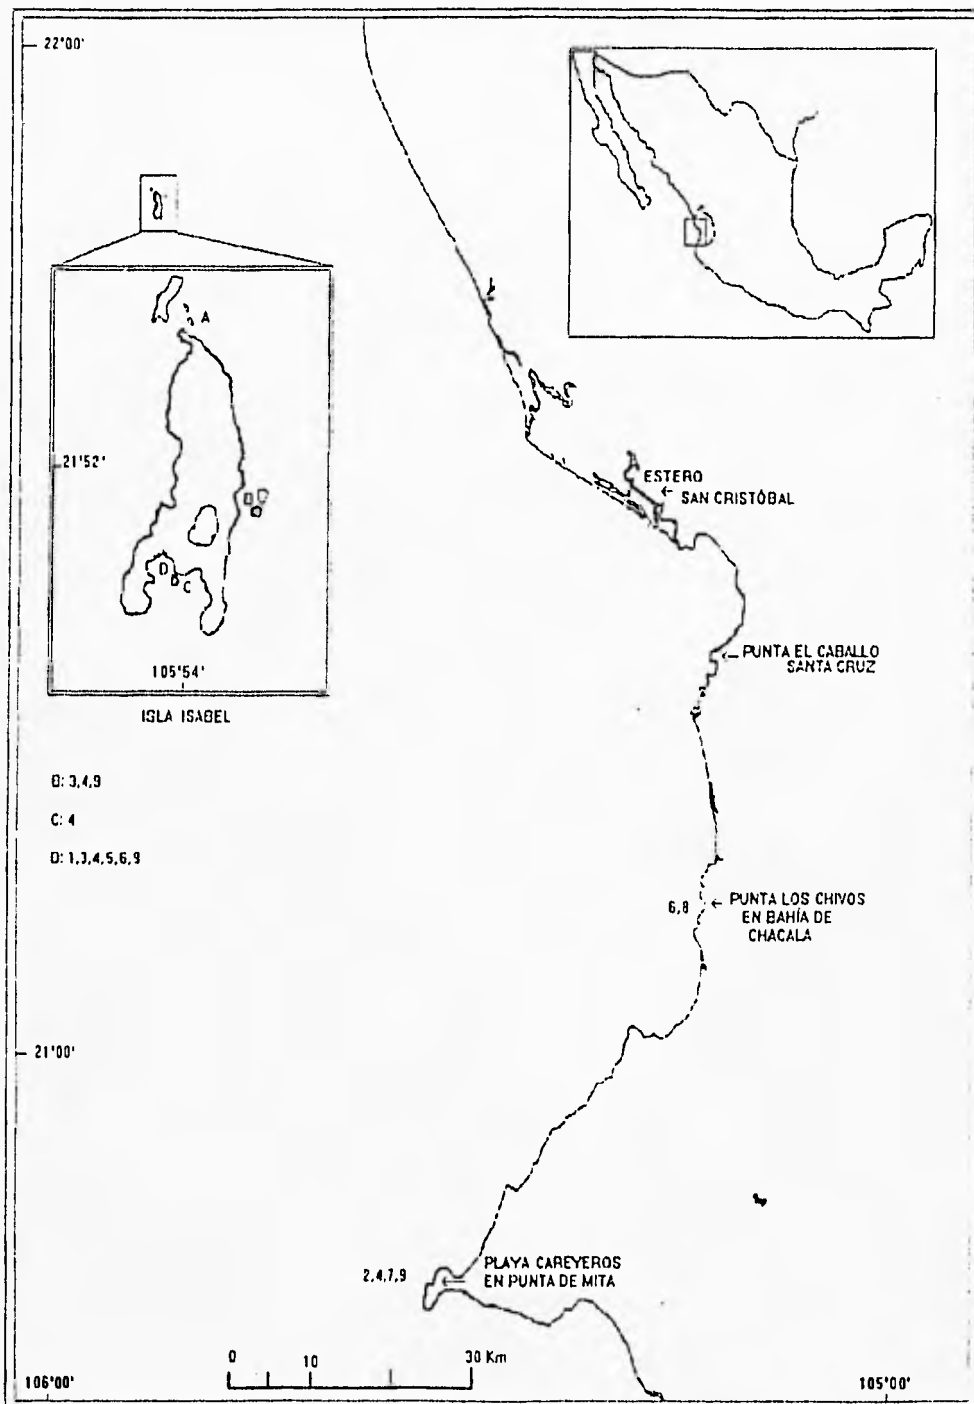 22°00'
A
21°52'
B
D
D
B
C
105°54'
ISLA ISABEL
B: 3,4,9
C: 4
D: 1,3,4,5,6,9
ESTERO
SAN CRISTÓBAL
PUNTA EL CABALLO
SANTA CRUZ
6,8
PUNTA LOS CHIVOS
EN BAHÍA DE
CHACALA
21°00'
2,4,7,9
PLAYA CAREYEROS
EN PUNTA DE MITA
0 10 30 Km
106°00'
105°00'